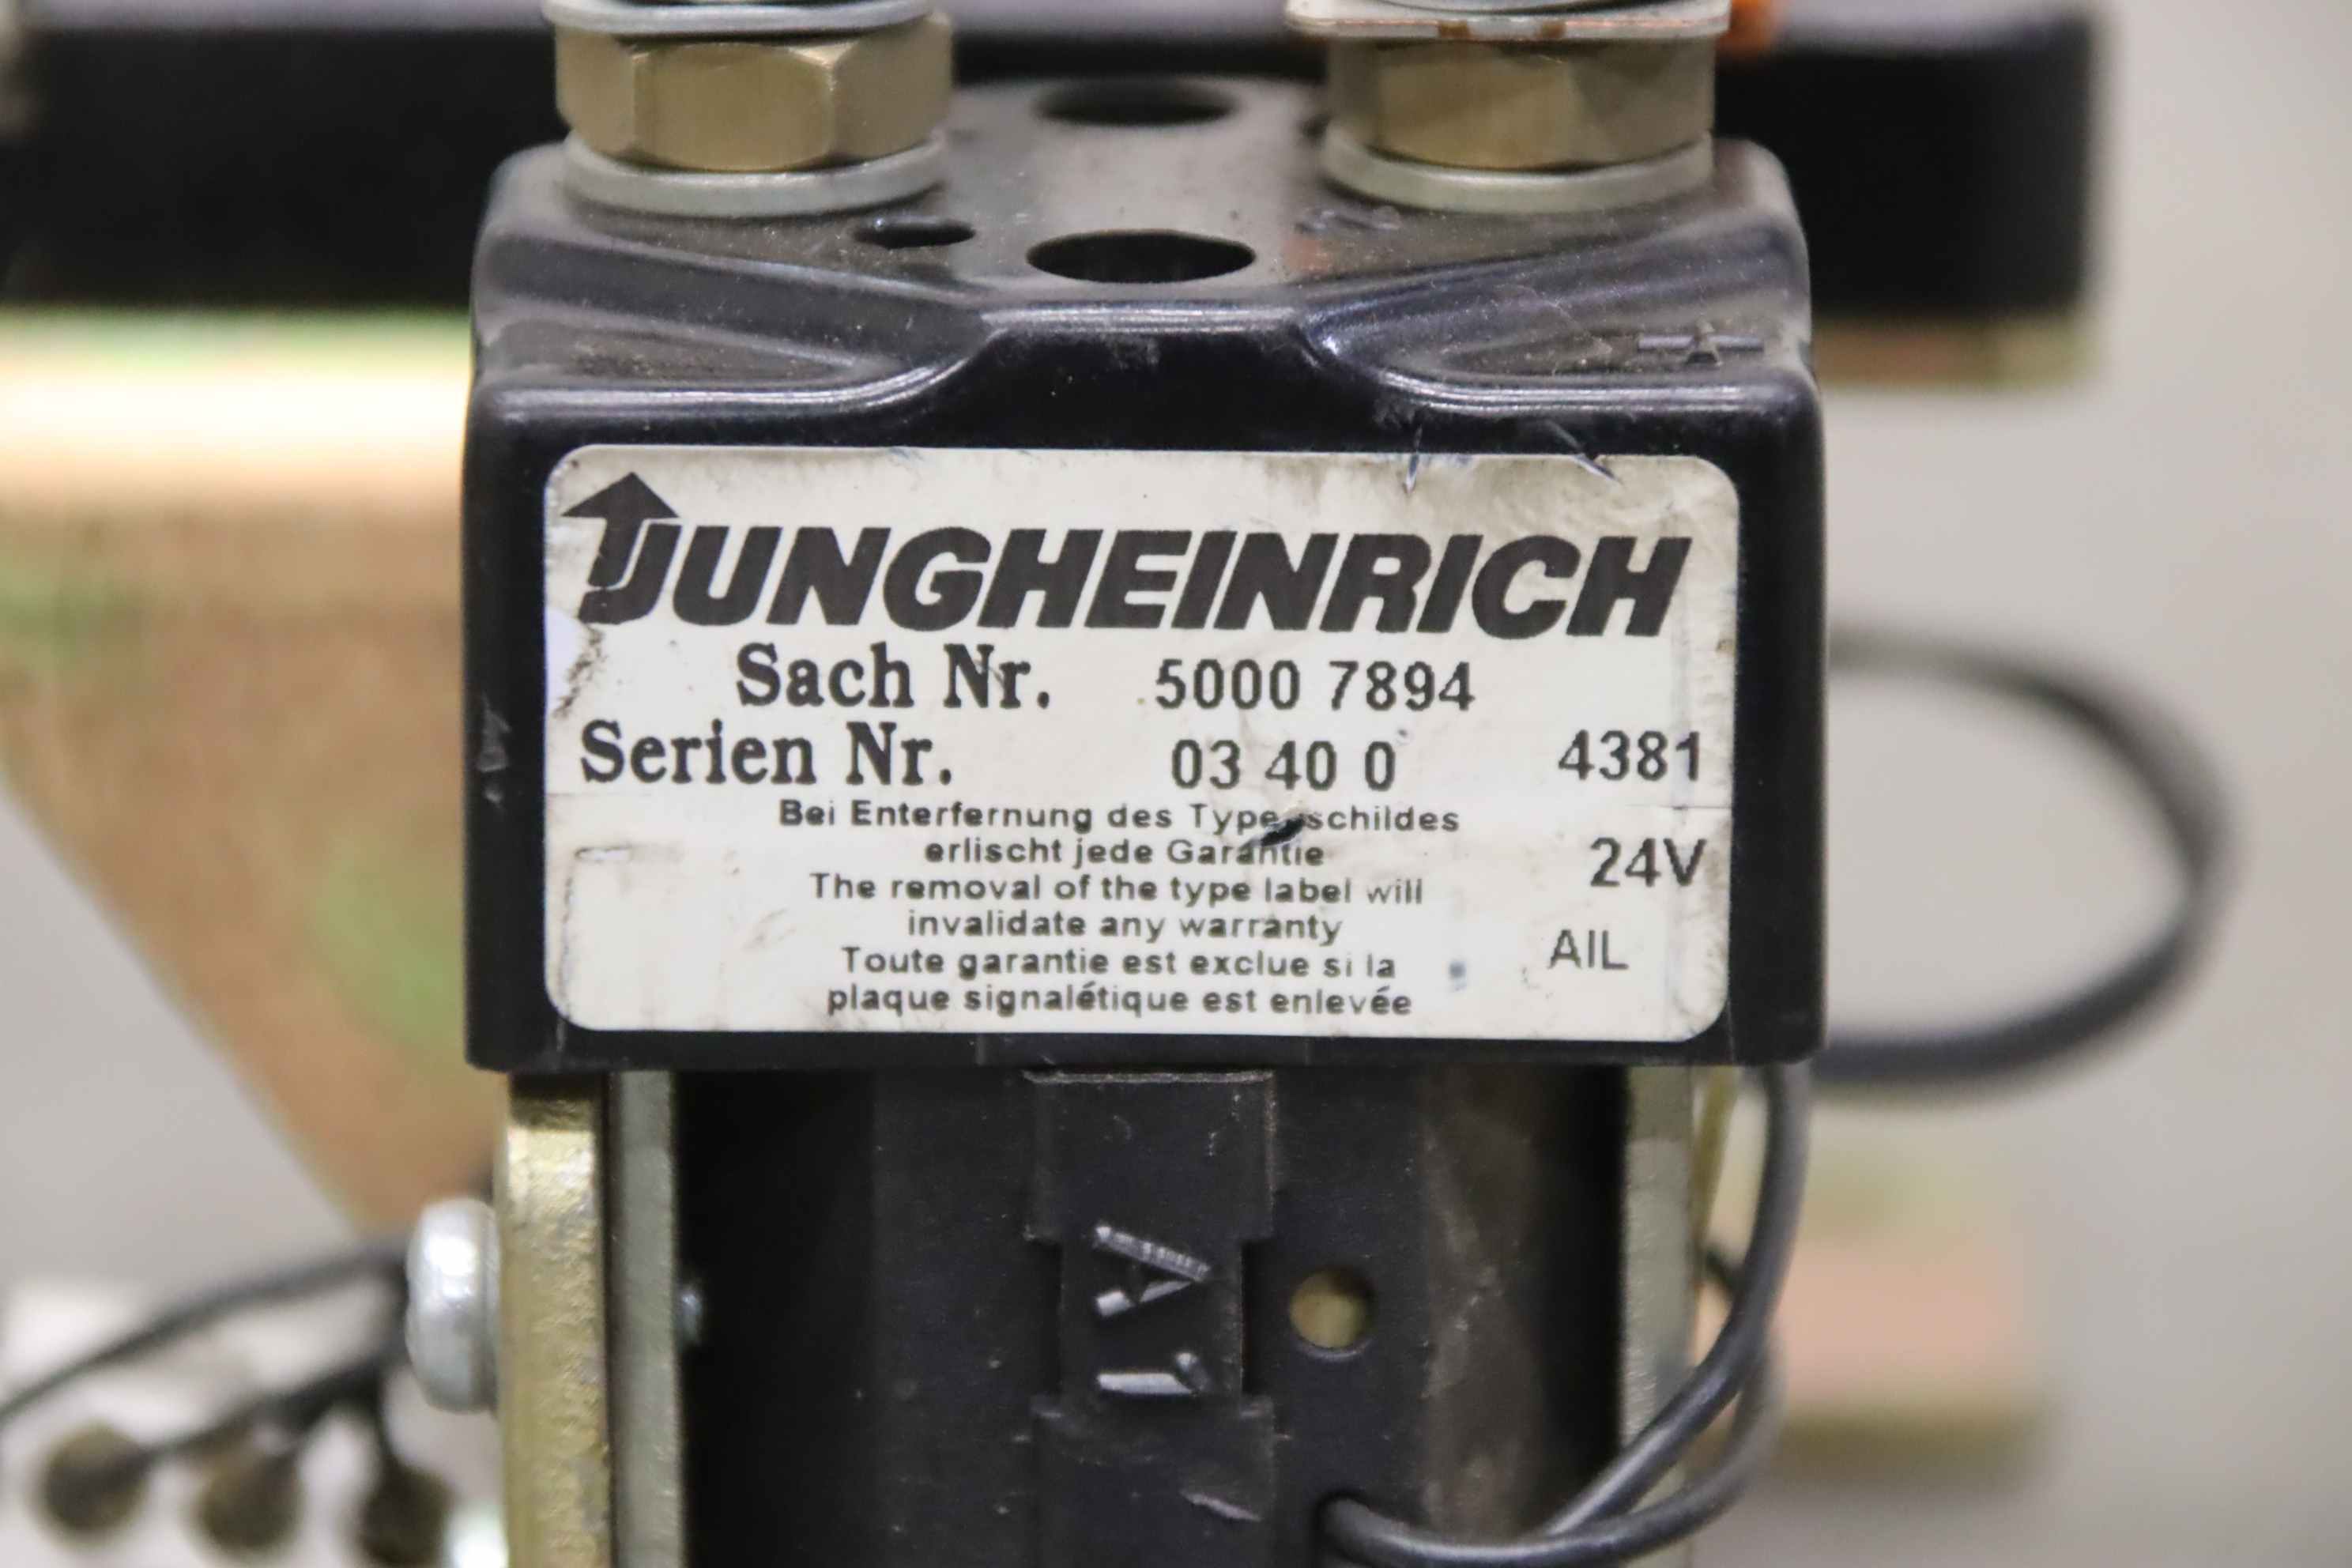 JUNGHEINRICH
Sach Nr. 5000 7894
Serien Nr. 03 40 0 4381
Bei Enterfernung des Type schildes
erlischt jede Garantie
24V
The removal of the type label will
invalidate any warranty
AIL
Toute garantie est exclue si la
plaque signalétique est enlevée
A1